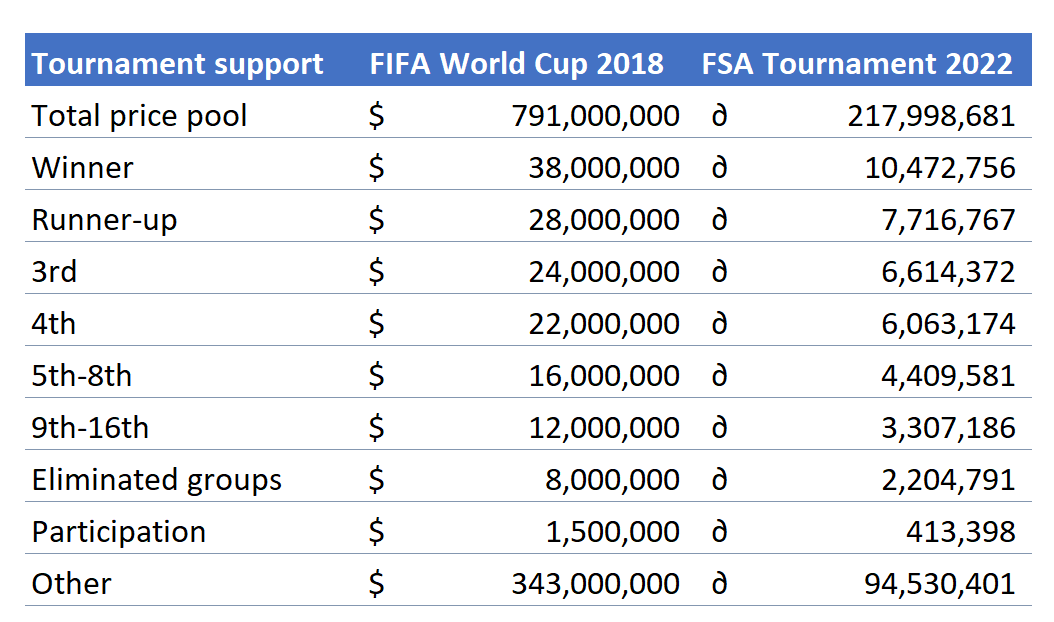 Tournament support FIFA World Cup 2018 FSA Tournament 2022
Total price pool $ 791,000,000 ∂ 217,998,681
Winner $ 38,000,000 ∂ 10,472,756
Runner-up $ 28,000,000 ∂ 7,716,767
3rd $ 24,000,000 ∂ 6,614,372
4th $ 22,000,000 ∂ 6,063,174
5th-8th $ 16,000,000 ∂ 4,409,581
9th-16th $ 12,000,000 ∂ 3,307,186
Eliminated groups $ 8,000,000 ∂ 2,204,791
Participation $ 1,500,000 ∂ 413,398
Other $ 343,000,000 ∂ 94,530,401